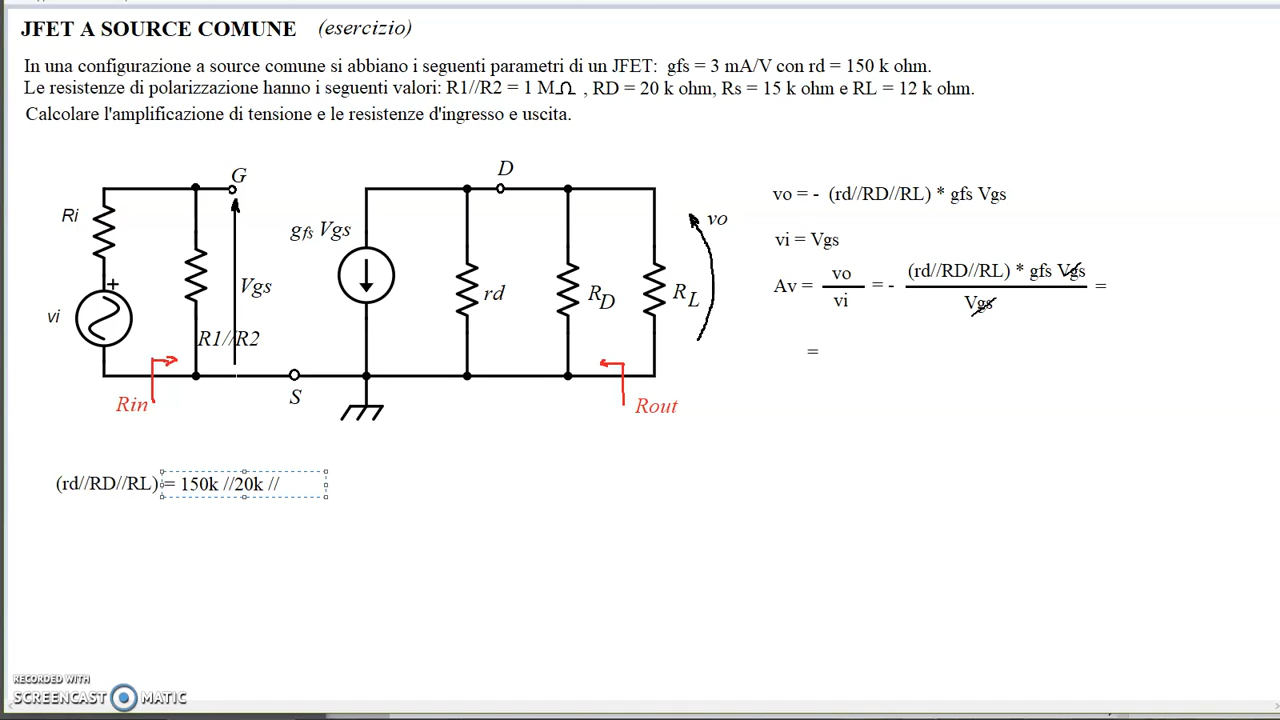 JFET A SOURCE COMUNE (esercizio)
In una configurazione a source comune si abbiano i seguenti parametri di un JFET: gfs = 3 mA/V con rd = 150 k ohm.
Le resistenze di polarizzazione hanno i seguenti valori: R1//R2 = 1 MΩ , RD = 20 k ohm, Rs = 15 k ohm e RL = 12 k ohm.
Calcolare l'amplificazione di tensione e le resistenze d'ingresso e uscita.
G
D
Ri
gfs Vgs
vo
vo = - (rd//RD//RL) * gfs Vgs
vi = Vgs
+
Vgs
rd
RD
RL
vi
R1//R2
Av = vo / vi = - (rd//RD//RL) * gfs Vgs / Vgs =
=
Rin
S
Rout
(rd//RD//RL) = 150k //20k //
RECORDED WITH
SCREENCAST MATIC